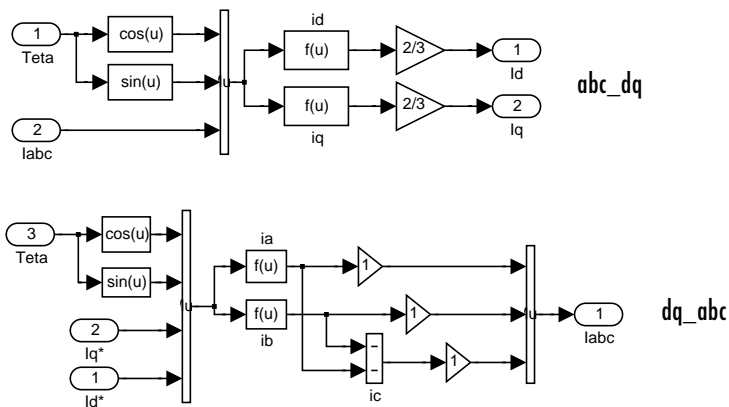 1
Teta
cos(u)
sin(u)
2
Iabc
u
id
f(u)
2/3
1
Id
f(u)
iq
2/3
2
Iq
abc_dq
3
Teta
cos(u)
sin(u)
2
Iq*
1
Id*
u
ia
f(u)
1
f(u)
ib
1
−
−
ic
1
u
1
Iabc
dq_abc